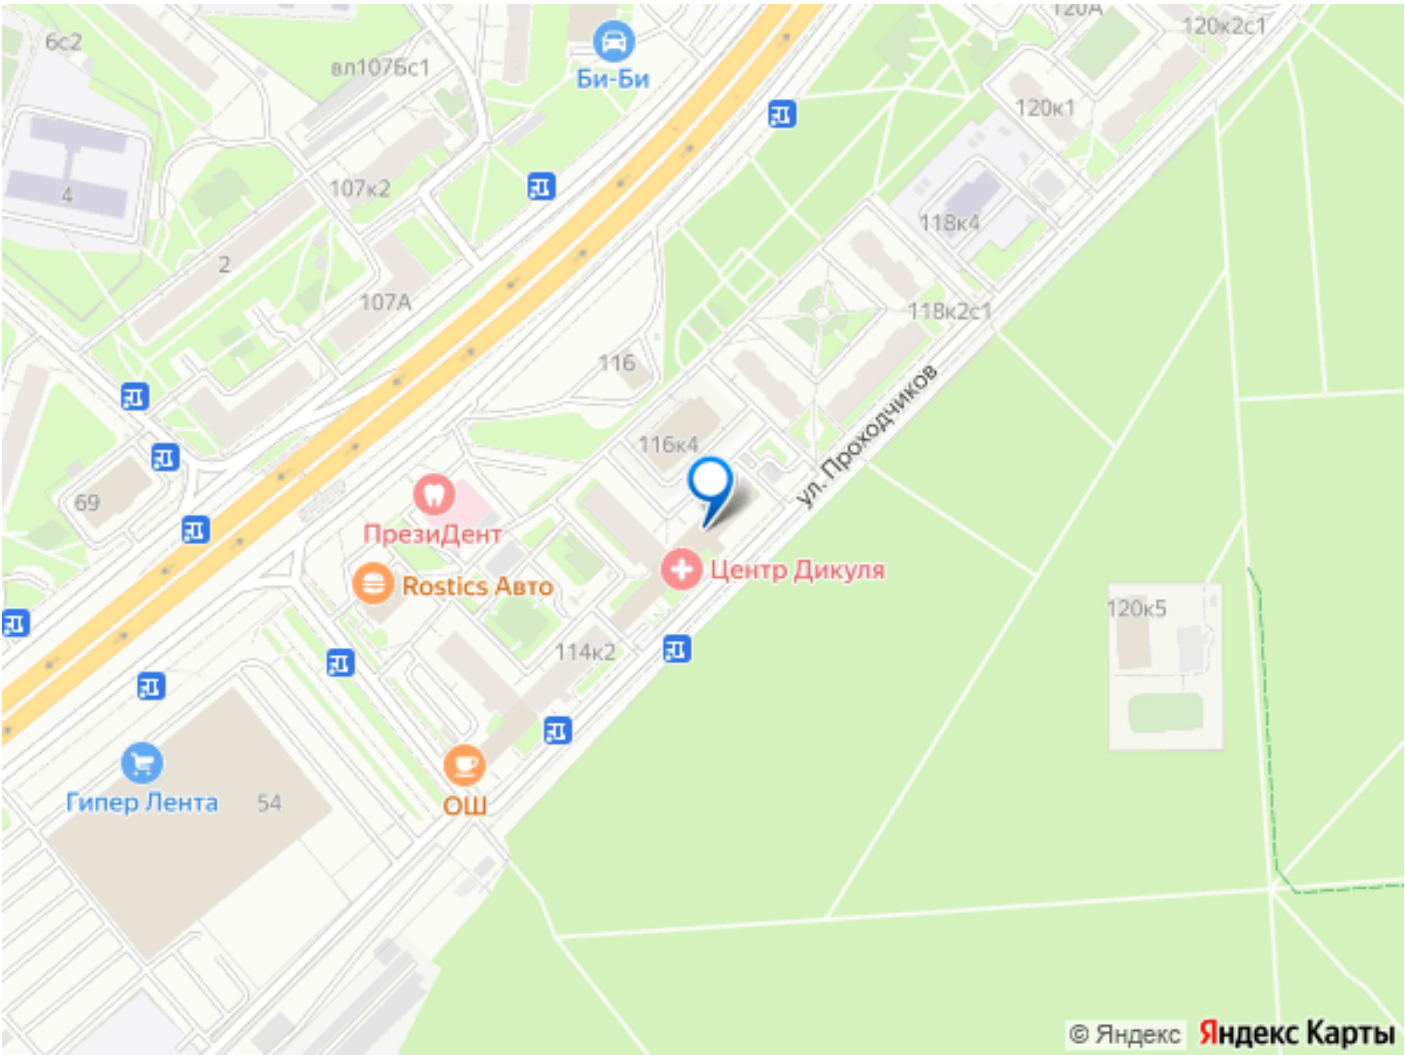 120А
120к2с1
6с2
вл107Бс1
Би-Би
120к1
107к2
4
118к4
2
107А
118к2с1
116
ул. Проходчиков
116к4
69
ПрезиДент
Центр Дикуля
Rostics Авто
120к5
114к2
Гипер Лента
54
ОШ
© Яндекс Яндекс Карты